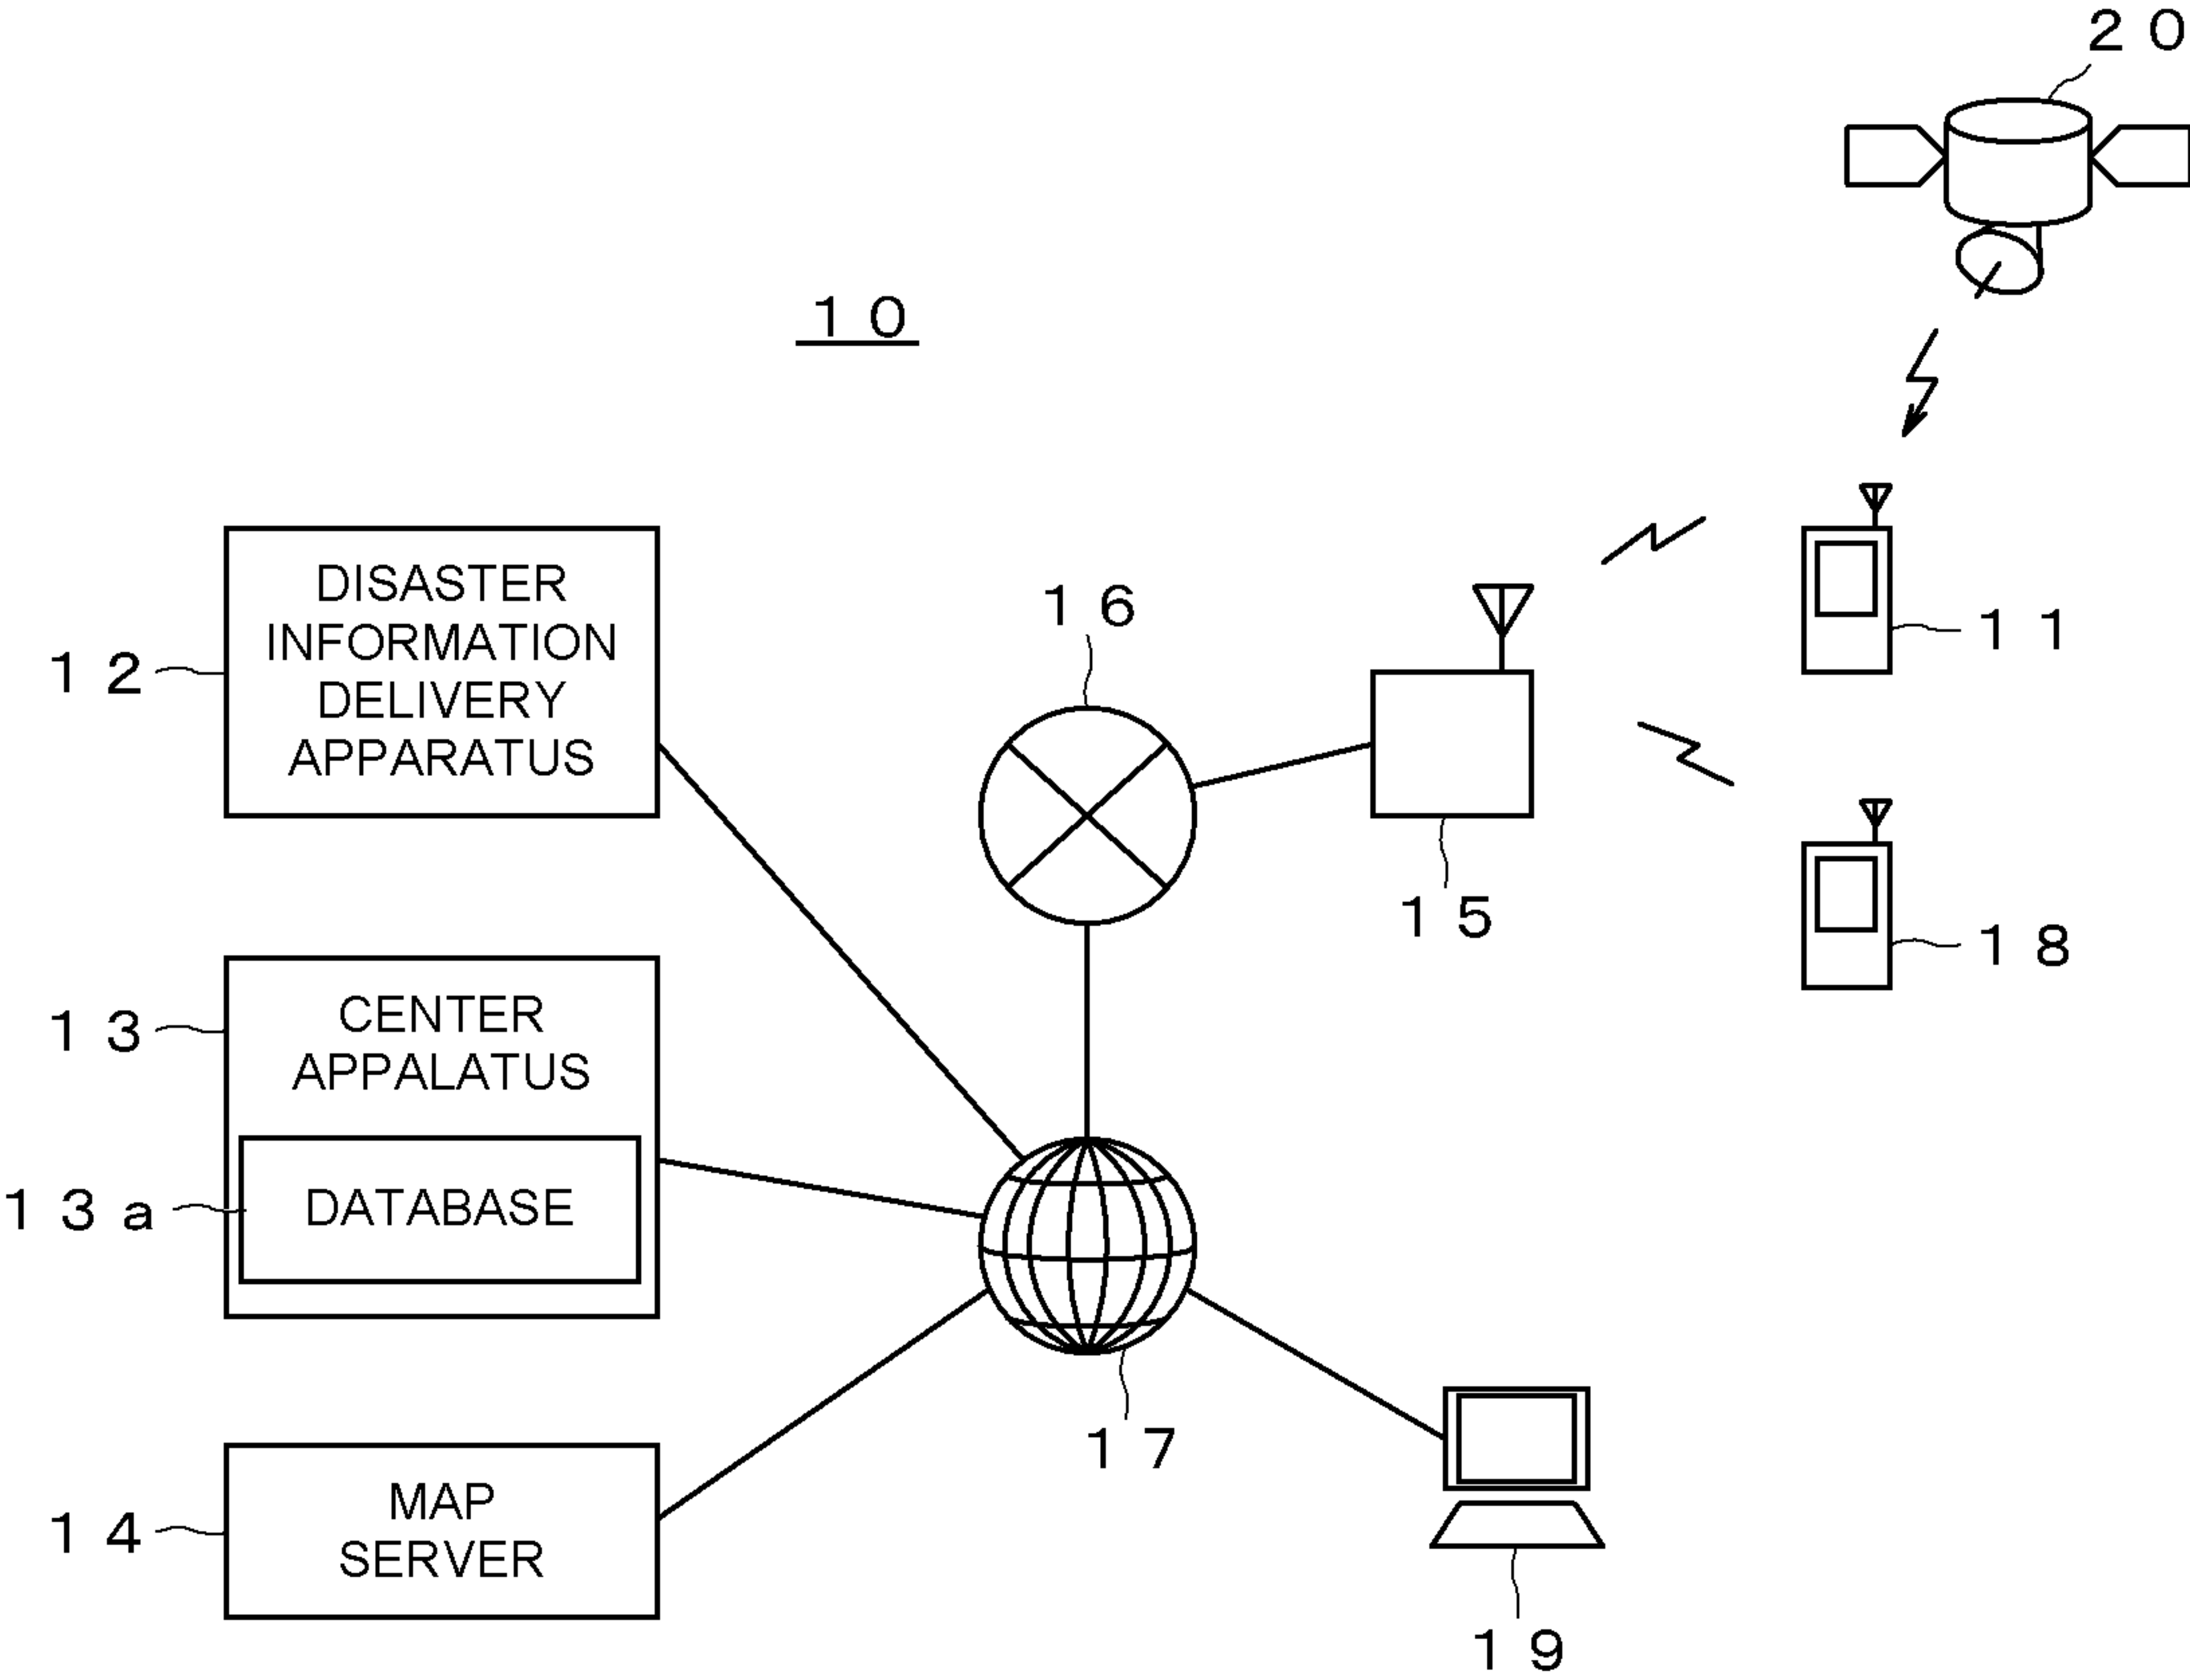 20
10
DISASTER
INFORMATION
DELIVERY
APPARATUS
12
16
11
15
18
CENTER
APPALATUS
13
DATABASE
13a
17
MAP
SERVER
14
19